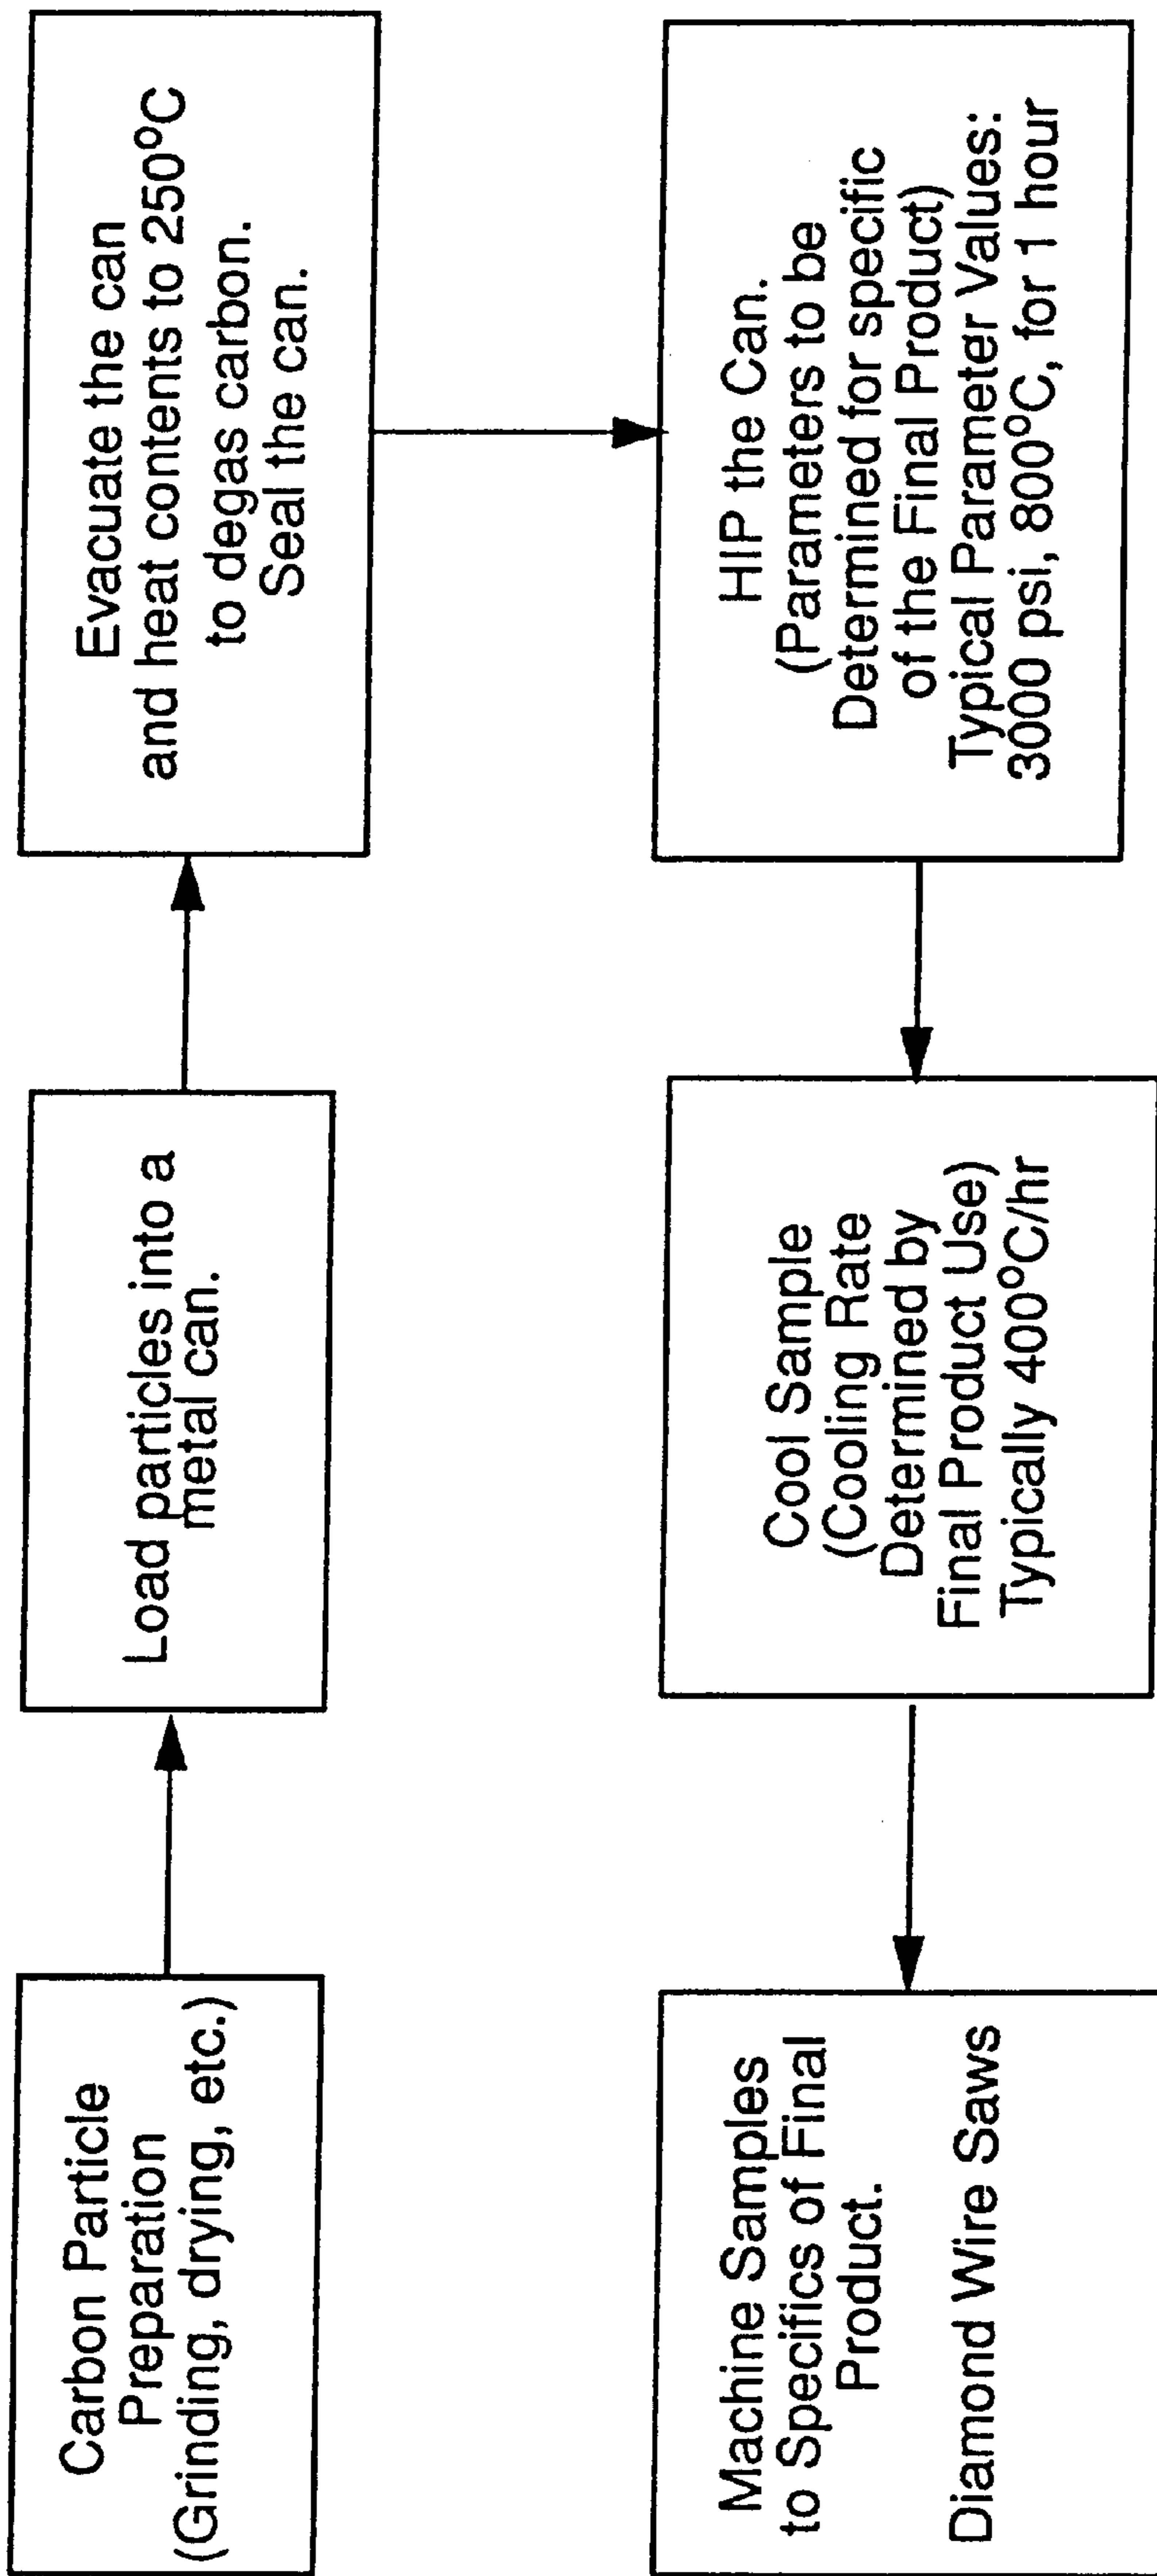 Carbon Particle
Preparation
(Grinding, drying, etc.)
Load particles into a
metal can.
Evacuate the can
and heat contents to 250°C
to degas carbon.
Seal the can.
HIP the Can.
(Parameters to be
Determined for specific
of the Final Product)
Typical Parameter Values:
3000 psi, 800°C, for 1 hour
Cool Sample
(Cooling Rate
Determined by
Final Product Use)
Typically 400°C/hr
Machine Samples
to Specifics of Final
Product.
Diamond Wire Saws